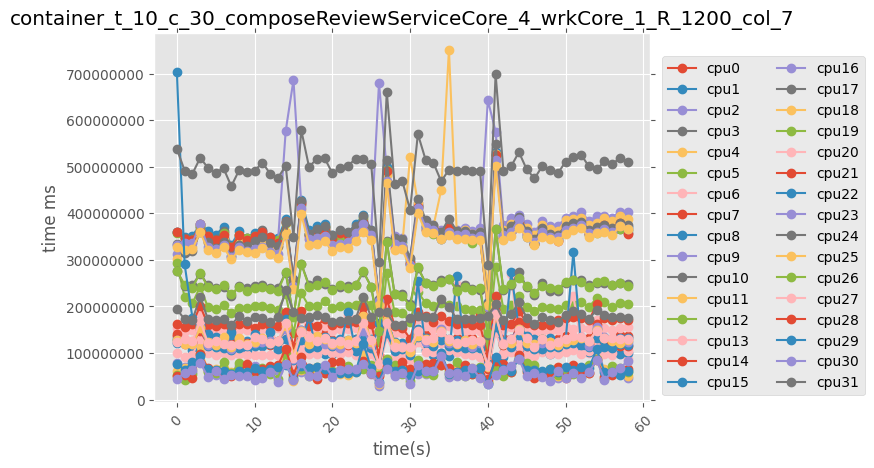 container_t_10_c_30_composeReviewServiceCore_4_wrkCore_1_R_1200_col_7
time ms
700000000
600000000
500000000
400000000
300000000
200000000
100000000
0
0
10
20
30
40
50
60
time(s)
cpu0
cpu1
cpu2
cpu3
cpu4
cpu5
cpu6
cpu7
cpu8
cpu9
cpu10
cpu11
cpu12
cpu13
cpu14
cpu15
cpu16
cpu17
cpu18
cpu19
cpu20
cpu21
cpu22
cpu23
cpu24
cpu25
cpu26
cpu27
cpu28
cpu29
cpu30
cpu31